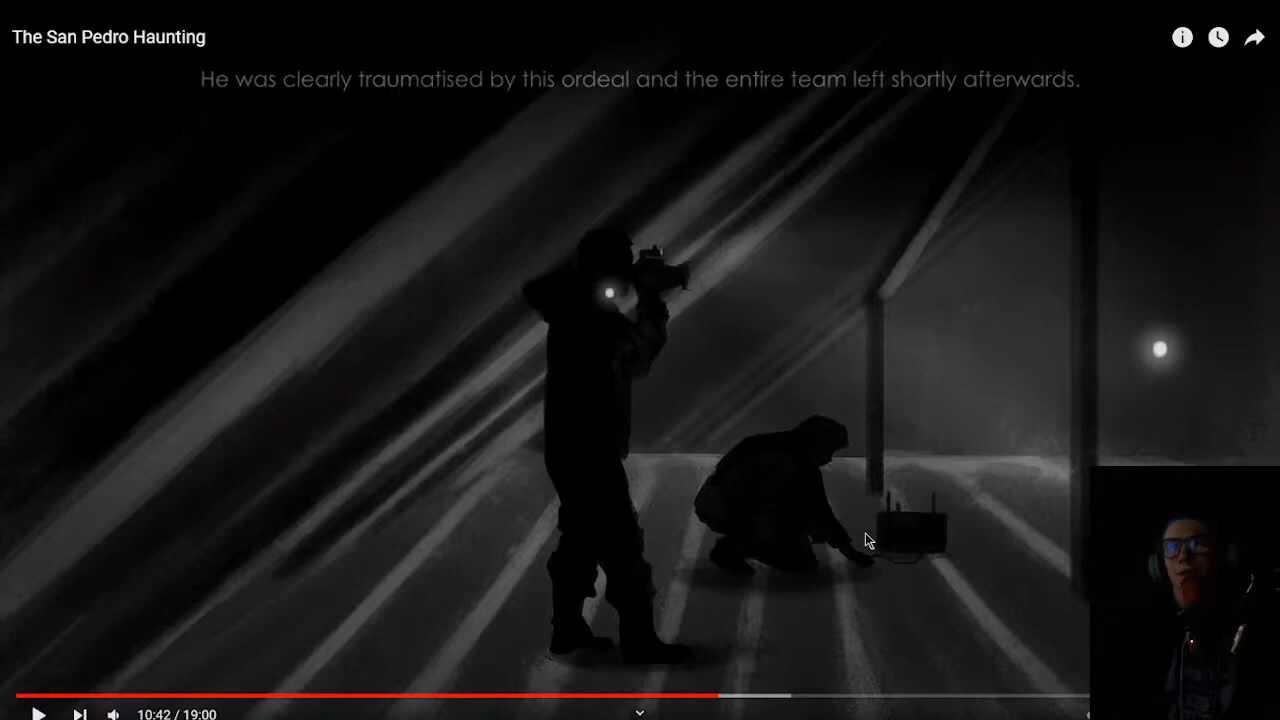 The San Pedro Haunting
He was clearly traumatised by this ordeal and the entire team left shortly afterwards.
10:42 / 19:00